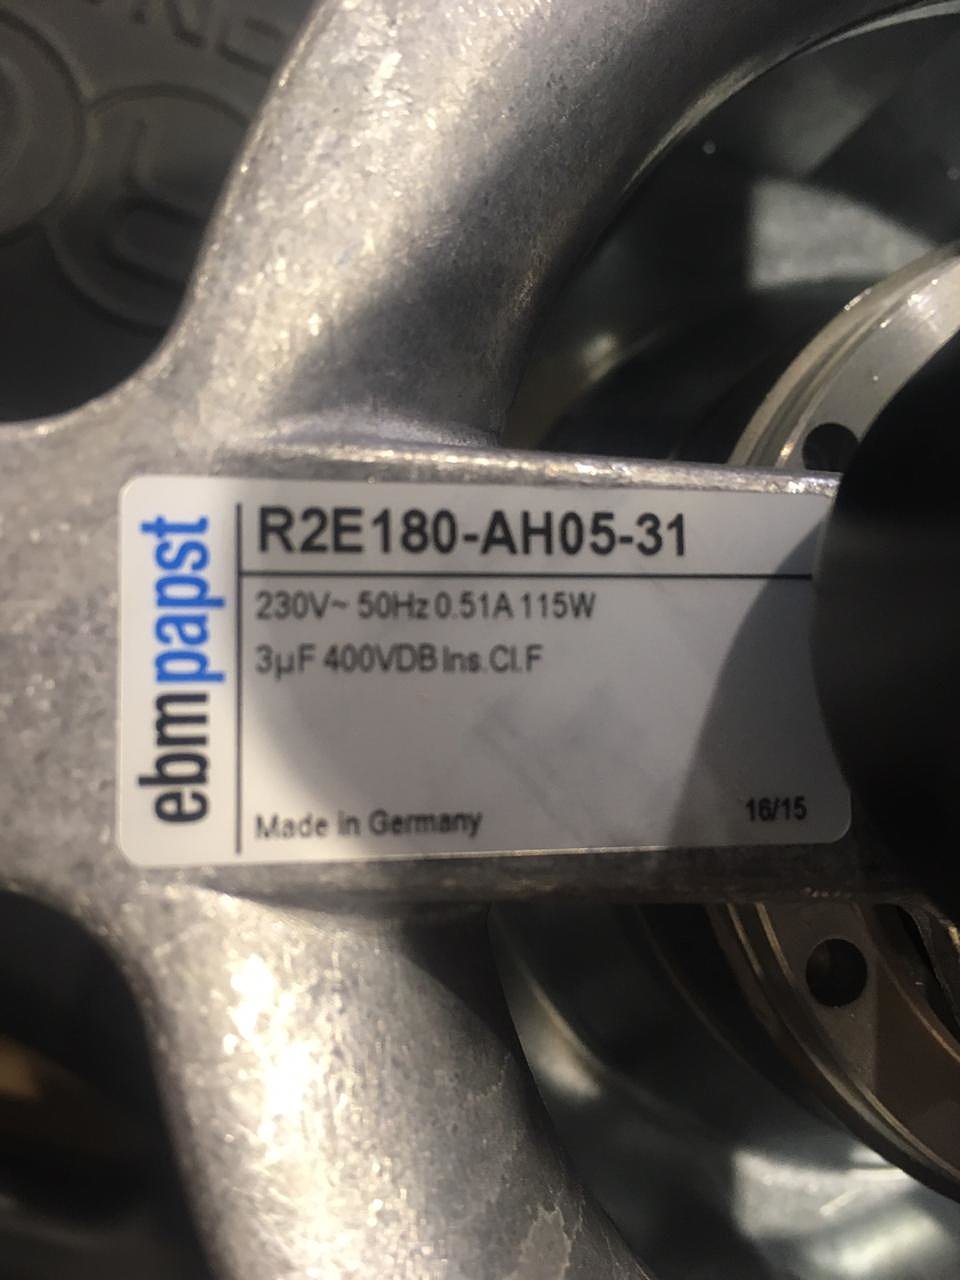 ebmpapst
R2E180-AH05-31
230V~ 50Hz 0.51A 115W
3µF 400VDB Ins.Cl.F
Made in Germany
16/15